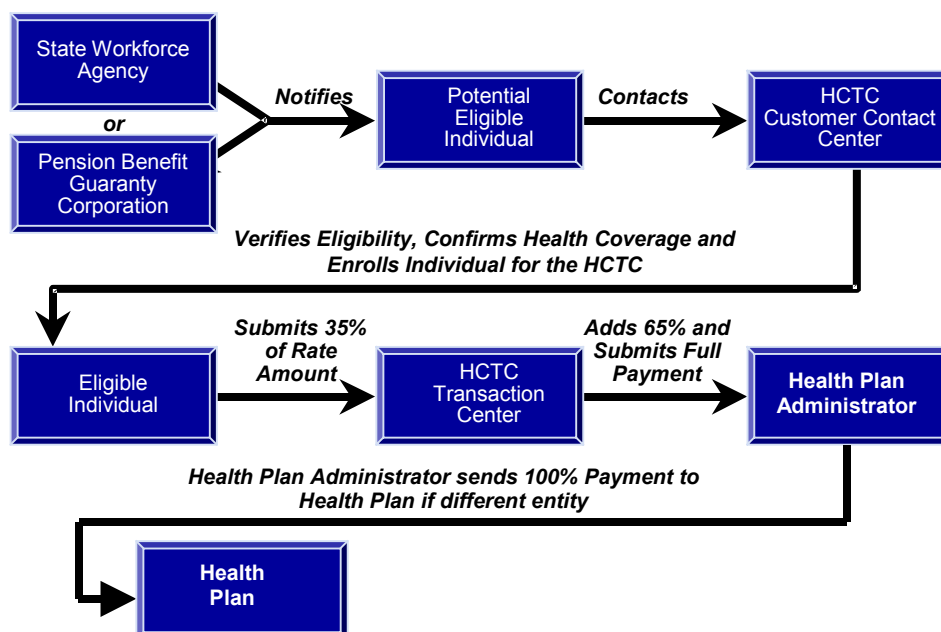 State Workforce
Agency
or
Pension Benefit
Guaranty
Corporation
Notifies
Potential
Eligible
Individual
Contacts
HCTC
Customer Contact
Center
Verifies Eligibility, Confirms Health Coverage and
Enrolls Individual for the HCTC
Eligible
Individual
Submits 35%
of Rate
Amount
HCTC
Transaction
Center
Adds 65% and
Submits Full
Payment
Health Plan
Administrator
Health Plan Administrator sends 100% Payment to
Health Plan if different entity
Health
Plan